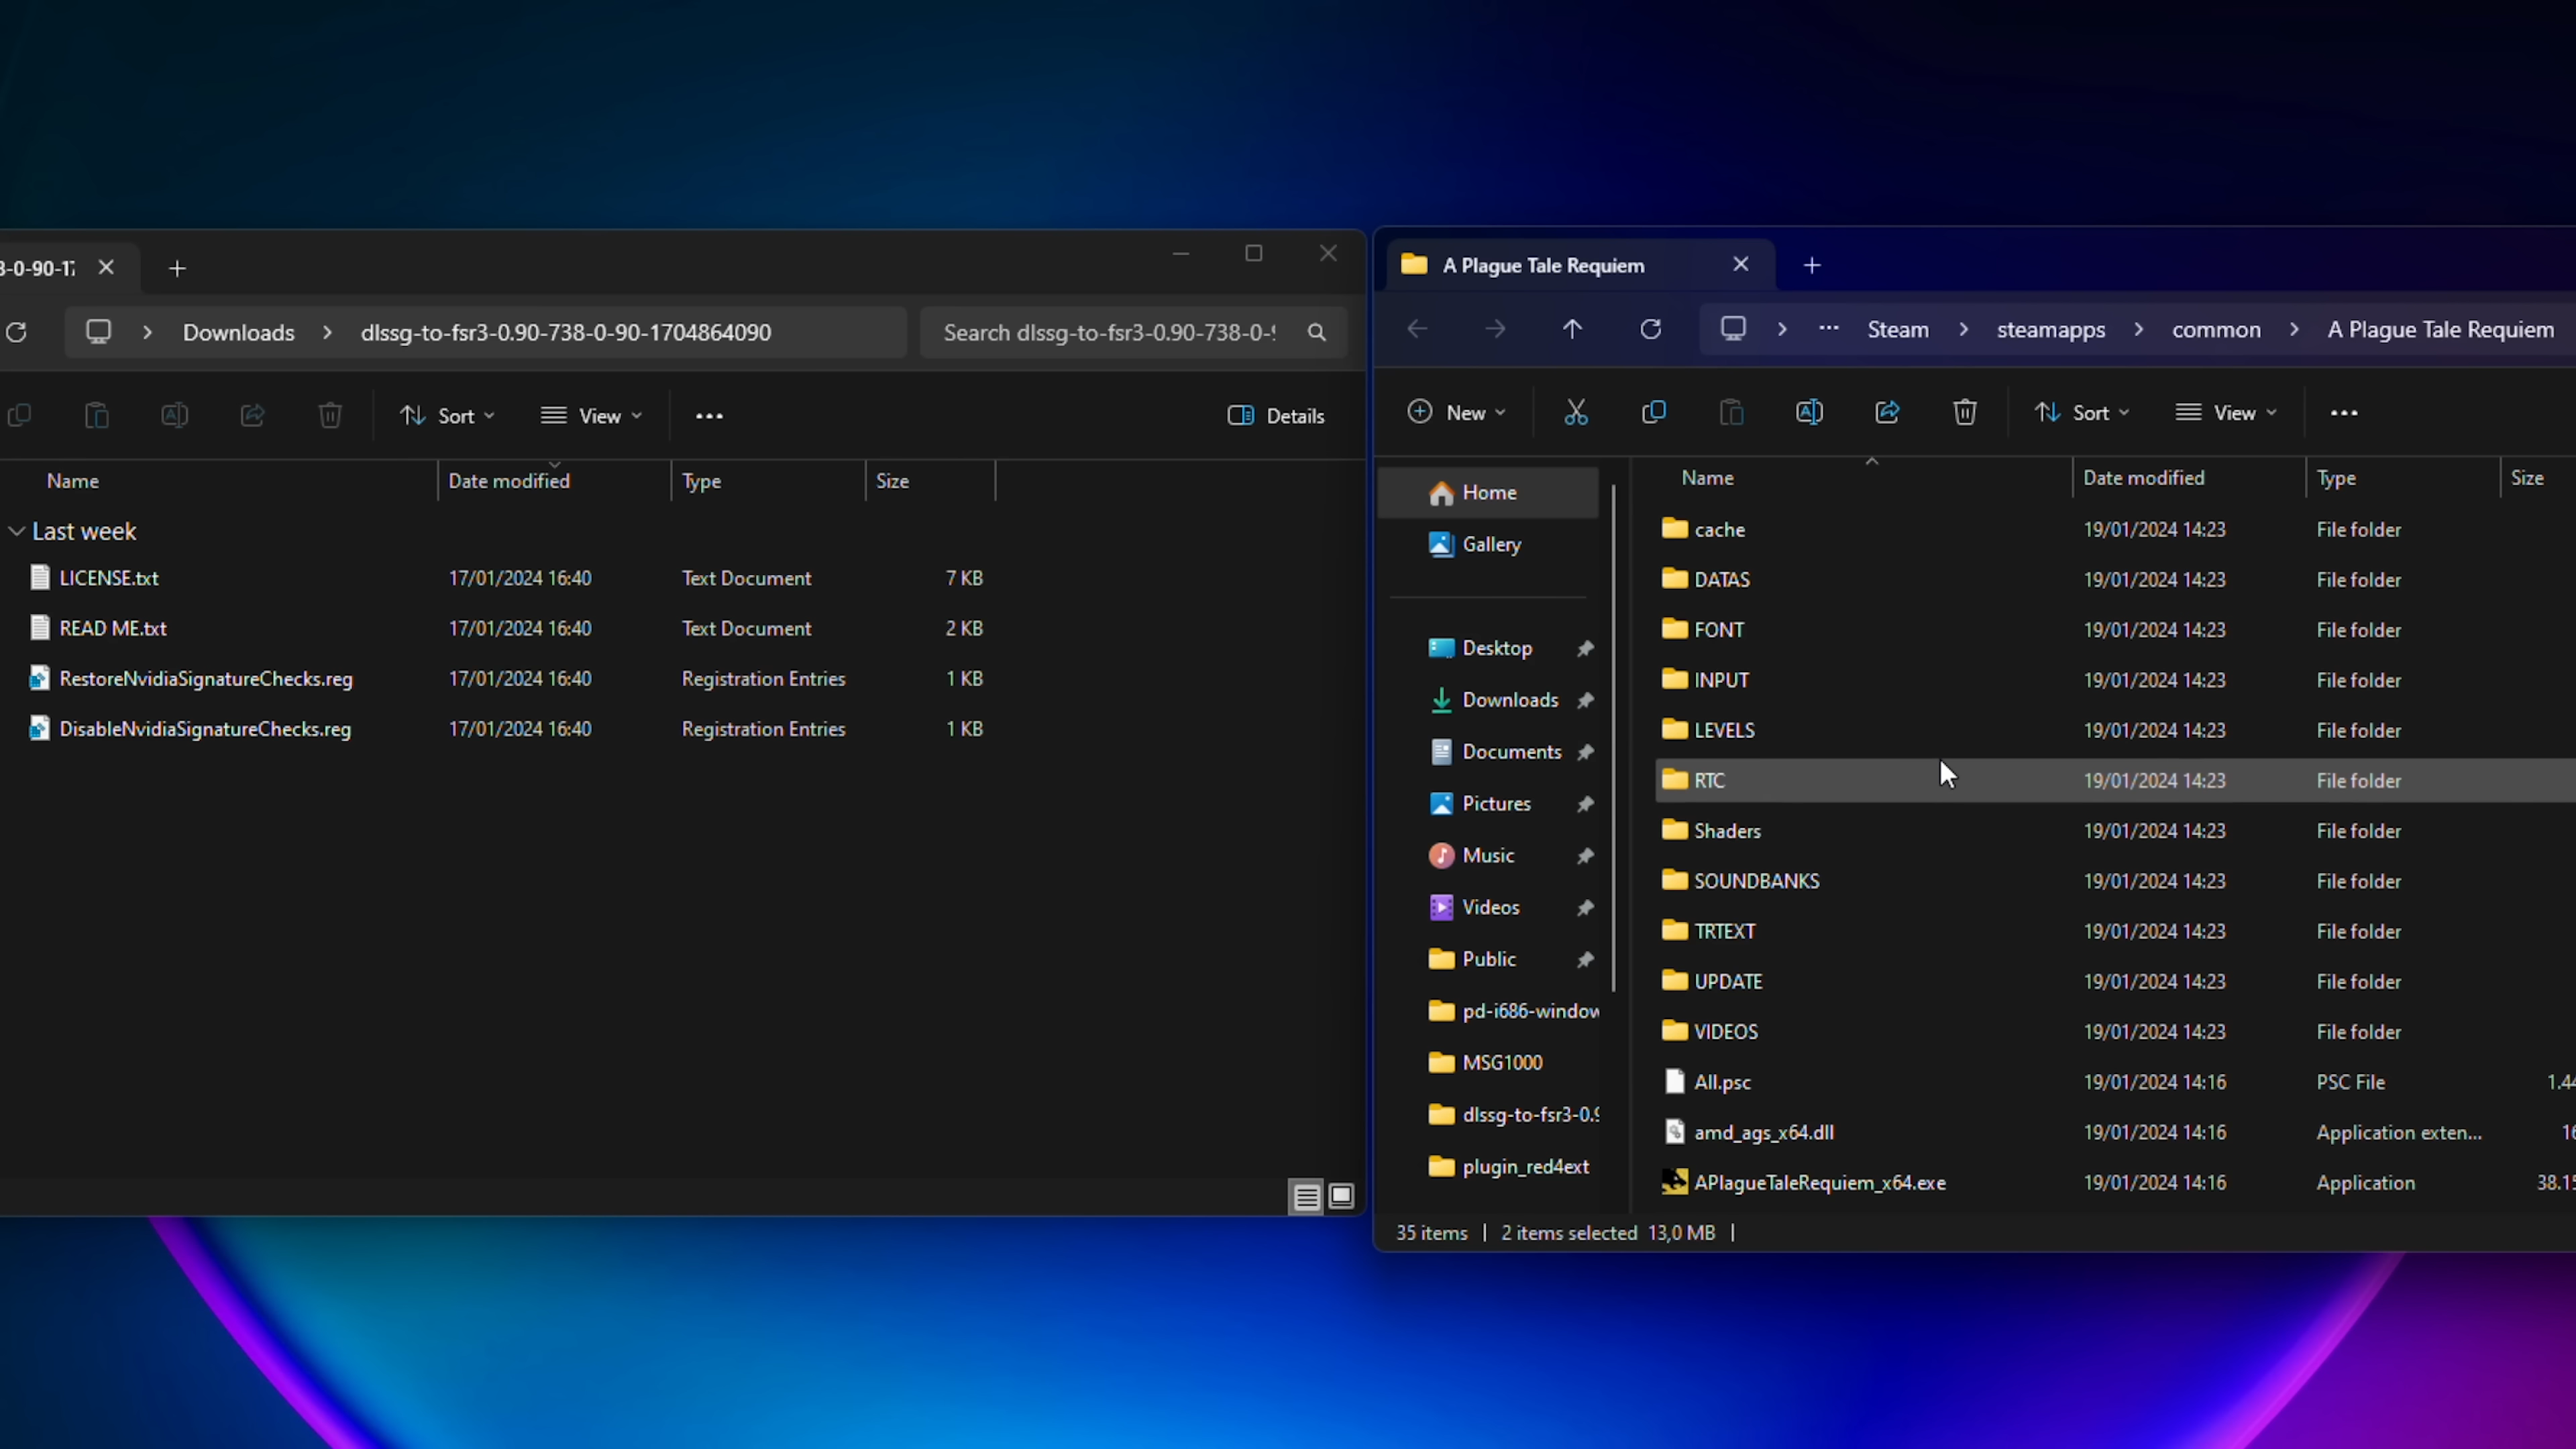 3-0-90-17
Downloads > dlssg-to-fsr3-0.90-738-0-90-1704864090
Search dlssg-to-fsr3-0.90-738-0-9
Sort View ••• Details
Name Date modified Type Size
Last week
LICENSE.txt 17/01/2024 16:40 Text Document 7 KB
READ ME.txt 17/01/2024 16:40 Text Document 2 KB
RestoreNvidiaSignatureChecks.reg 17/01/2024 16:40 Registration Entries 1 KB
DisableNvidiaSignatureChecks.reg 17/01/2024 16:40 Registration Entries 1 KB
A Plague Tale Requiem
> ••• Steam > steamapps > common > A Plague Tale Requiem
New Sort View •••
Home
Gallery
Desktop
Downloads
Documents
Pictures
Music
Videos
Public
pd-i686-window
MSG1000
dlssg-to-fsr3-0.9
plugin_red4ext
Name Date modified Type Size
cache 19/01/2024 14:23 File folder
DATAS 19/01/2024 14:23 File folder
FONT 19/01/2024 14:23 File folder
INPUT 19/01/2024 14:23 File folder
LEVELS 19/01/2024 14:23 File folder
RTC 19/01/2024 14:23 File folder
Shaders 19/01/2024 14:23 File folder
SOUNDBANKS 19/01/2024 14:23 File folder
TRTEXT 19/01/2024 14:23 File folder
UPDATE 19/01/2024 14:23 File folder
VIDEOS 19/01/2024 14:23 File folder
All.psc 19/01/2024 14:16 PSC File 1.44
amd_ags_x64.dll 19/01/2024 14:16 Application exten... 16
APlagueTaleRequiem_x64.exe 19/01/2024 14:16 Application 38.15
35 items | 2 items selected 13,0 MB |